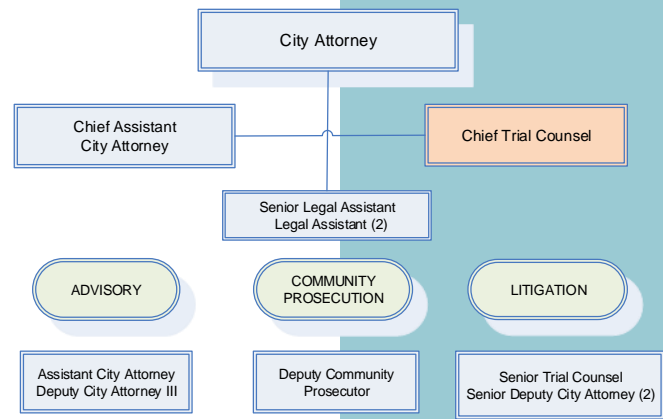 City Attorney
Chief Assistant
City Attorney
Chief Trial Counsel
Senior Legal Assistant
Legal Assistant (2)
ADVISORY
COMMUNITY
PROSECUTION
LITIGATION
Assistant City Attorney
Deputy City Attorney III
Deputy Community
Prosecutor
Senior Trial Counsel
Senior Deputy City Attorney (2)